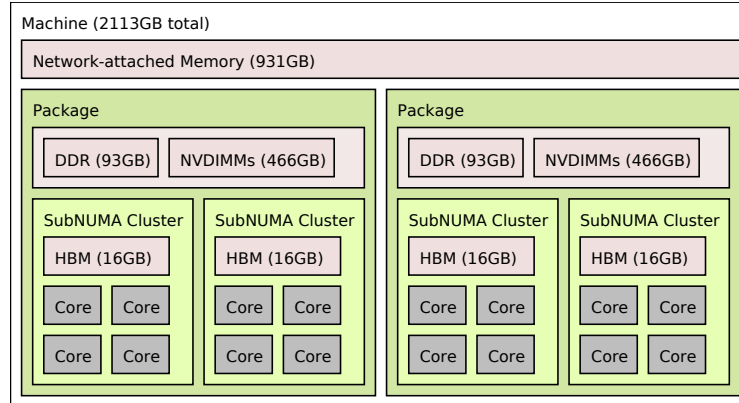 Machine (2113GB total)
Network-attached Memory (931GB)
Package
DDR (93GB) NVDIMMs (466GB)
SubNUMA Cluster
HBM (16GB)
Core Core
Core Core
SubNUMA Cluster
HBM (16GB)
Core Core
Core Core
Package
DDR (93GB) NVDIMMs (466GB)
SubNUMA Cluster
HBM (16GB)
Core Core
Core Core
SubNUMA Cluster
HBM (16GB)
Core Core
Core Core